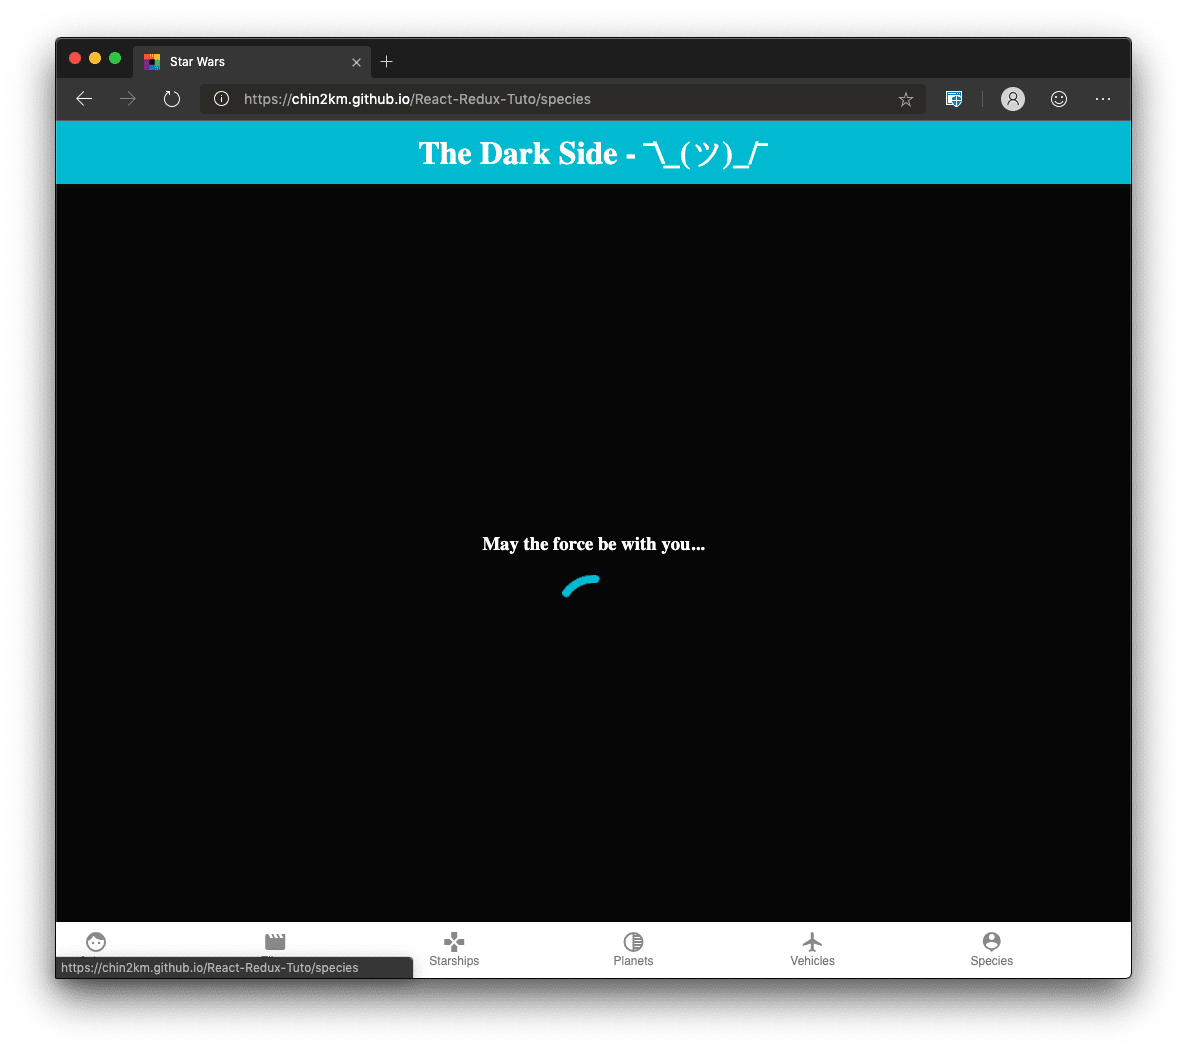 Star Wars
https://chin2km.github.io/React-Redux-Tuto/species
The Dark Side - ¯\_(ツ)_/¯
May the force be with you...
Starships
Planets
Vehicles
Species
https://chin2km.github.io/React-Redux-Tuto/species